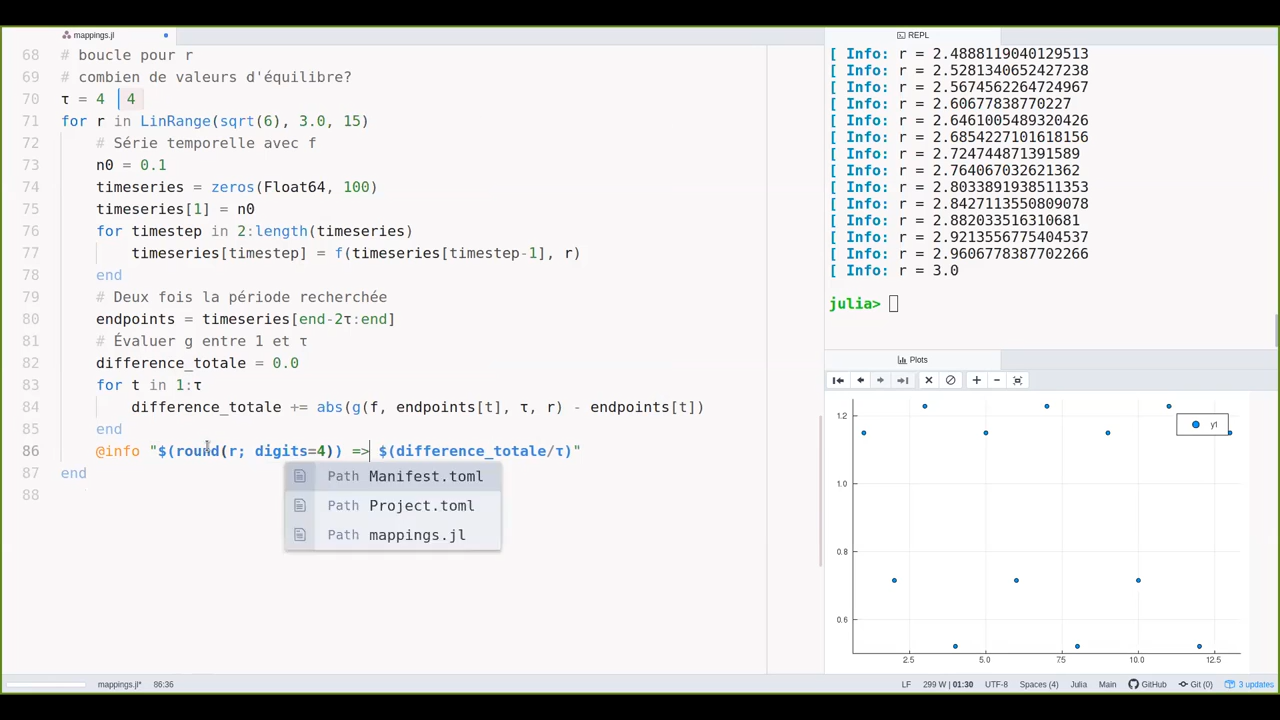 mappings.jl
68 # boucle pour r
69 # combien de valeurs d'équilibre?
70 τ = 4 4
71 for r in LinRange(sqrt(6), 3.0, 15)
72 # Série temporelle avec f
73 n0 = 0.1
74 timeseries = zeros(Float64, 100)
75 timeseries[1] = n0
76 for timestep in 2:length(timeseries)
77 timeseries[timestep] = f(timeseries[timestep-1], r)
78 end
79 # Deux fois la période recherchée
80 endpoints = timeseries[end-2τ:end]
81 # Évaluer g entre 1 et τ
82 difference_totale = 0.0
83 for t in 1:τ
84 difference_totale += abs(g(f, endpoints[t], τ, r) - endpoints[t])
85 end
86 @info "$(round(r; digits=4)) => $(difference_totale/τ)"
87 end
88
Path Manifest.toml
Path Project.toml
Path mappings.jl
REPL
[ Info: r = 2.4888119040129513
[ Info: r = 2.5281340652427238
[ Info: r = 2.5674562264724967
[ Info: r = 2.60677838770227
[ Info: r = 2.6461005489320426
[ Info: r = 2.6854227101618156
[ Info: r = 2.724744871391589
[ Info: r = 2.764067032621362
[ Info: r = 2.8033891938511353
[ Info: r = 2.8427113550809078
[ Info: r = 2.882033516310681
[ Info: r = 2.9213556775404537
[ Info: r = 2.9606778387702266
[ Info: r = 3.0
julia>
Plots
y1
1.2
1.0
0.8
0.6
2.5 5.0 7.5 10.0 12.5
mappings.jl* 86:36 LF 299 W | 01:30 UTF-8 Spaces (4) Julia Main GitHub Git (0) 3 updates